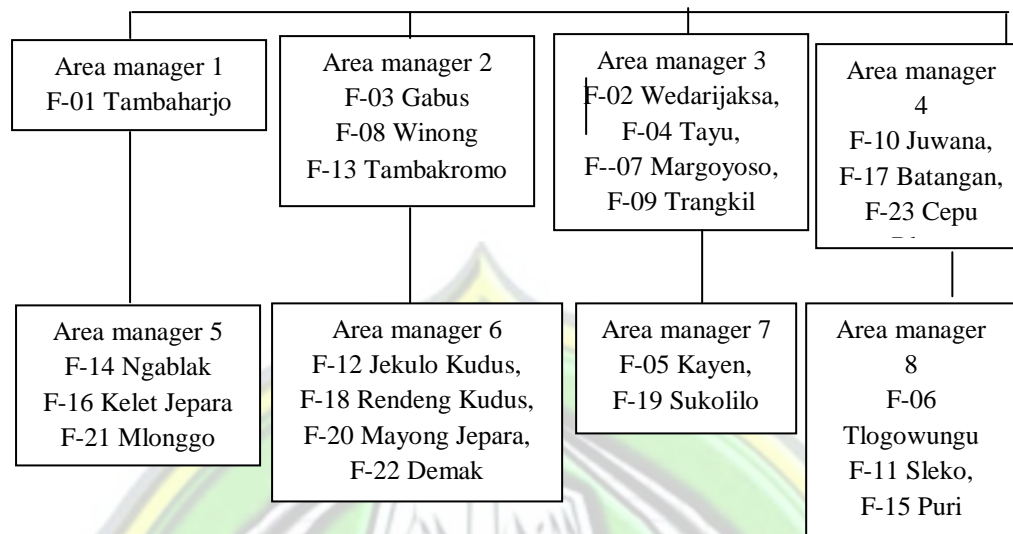 Area manager 1
F-01 Tambaharjo
Area manager 2
F-03 Gabus
F-08 Winong
F-13 Tambakromo
Area manager 3
F-02 Wedarijaksa,
F-04 Tayu,
F--07 Margoyoso,
F-09 Trangkil
Area manager
4
F-10 Juwana,
F-17 Batangan,
F-23 Cepu
Area manager 5
F-14 Ngablak
F-16 Kelet Jepara
F-21 Mlonggo
Area manager 6
F-12 Jekulo Kudus,
F-18 Rendeng Kudus,
F-20 Mayong Jepara,
F-22 Demak
Area manager 7
F-05 Kayen,
F-19 Sukolilo
Area manager
8
F-06
Tlogowungu
F-11 Sleko,
F-15 Puri